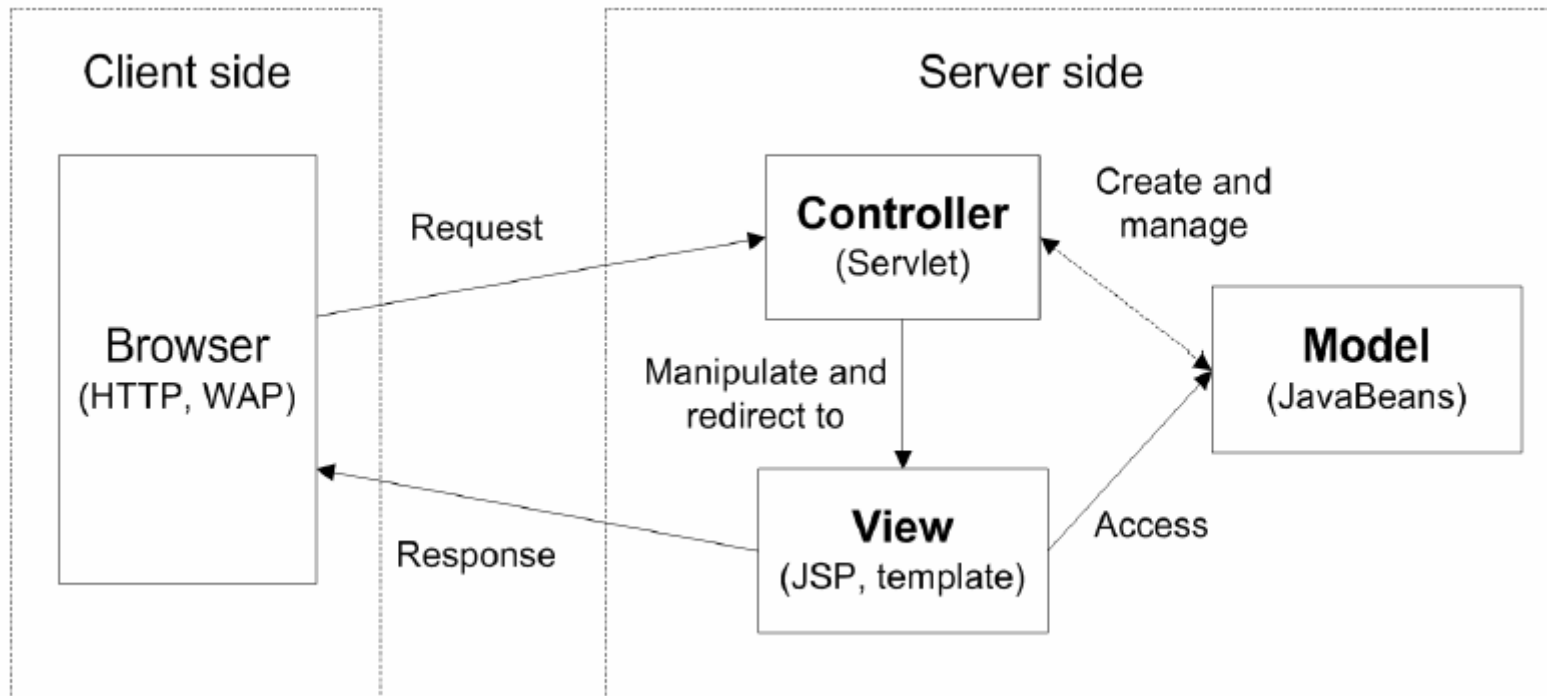 Client side
Server side
Browser
(HTTP, WAP)
Request
Response
Controller
(Servlet)
Create and
manage
Manipulate and
redirect to
Model
(JavaBeans)
View
(JSP, template)
Access